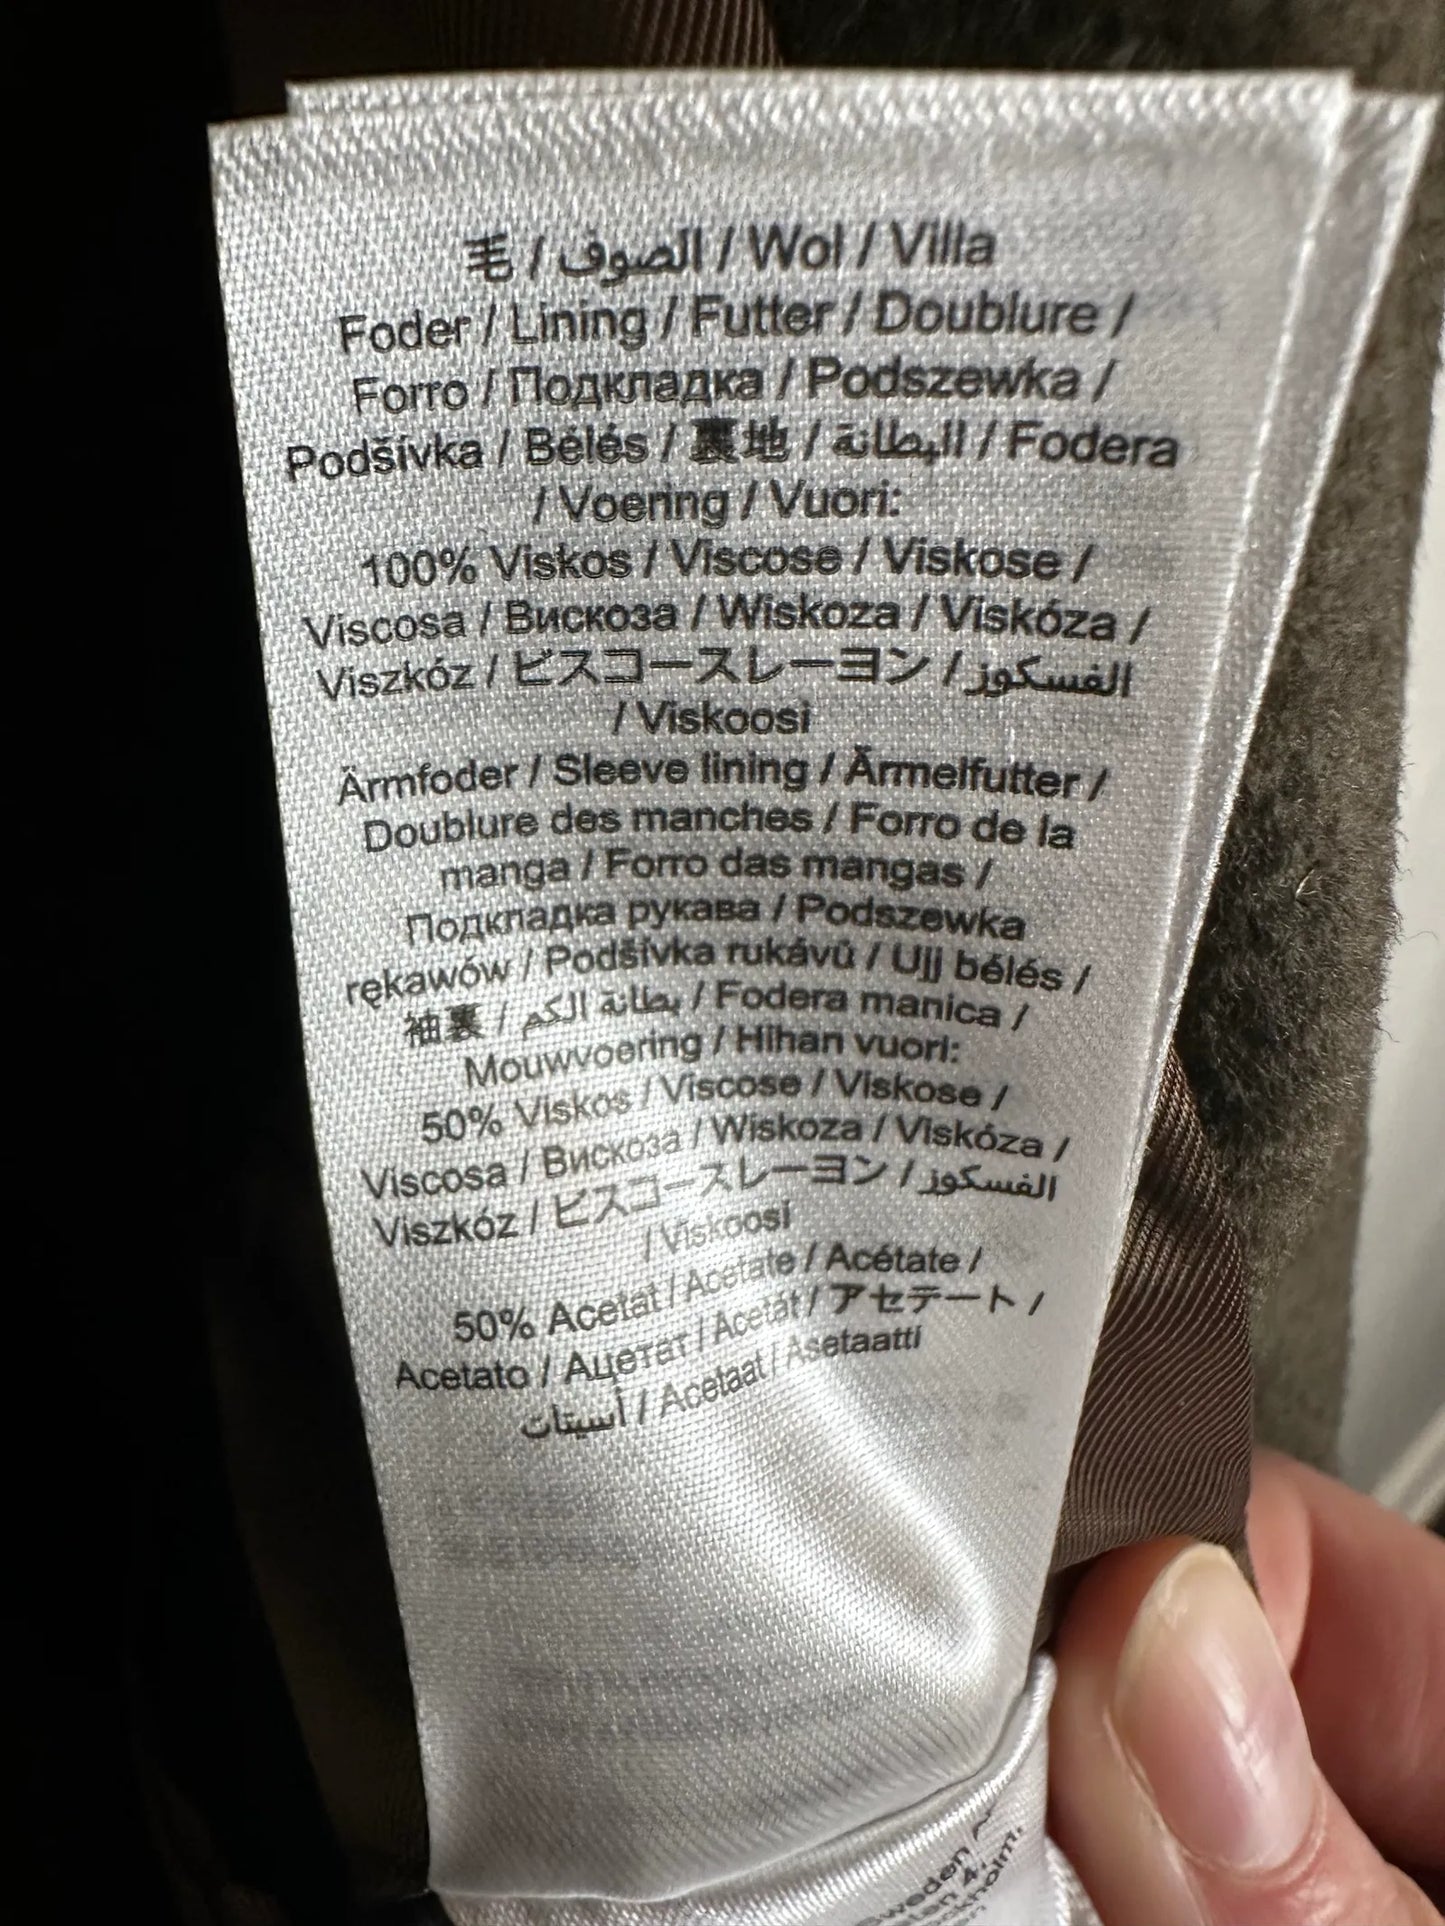 毛 / الصوف / Wol / Villa
Foder / Lining / Futter / Doublure /
Forro / Подкладка / Podszewka /
Podšívka / Bélés / 裏地 / البطانة / Fodera
/ Voering / Vuori:
100% Viskos / Viscose / Viskose /
Viscosa / Вискоза / Wiskoza / Viskóza /
Viszkóz / ビスコースレーヨン / الفسكوز
/ Viskoosi
Ärmfoder / Sleeve lining / Ärmelfutter /
Doublure des manches / Forro de la
manga / Forro das mangas /
Подкладка рукава / Podszewka
rękawów / Podšívka rukávů / Ujj bélés /
袖裏 / بطانة الكم / Fodera manica /
Mouwvoering / Hihan vuori:
50% Viskos / Viscose / Viskose /
Viscosa / Вискоза / Wiskoza / Viskóza /
Viszkóz / ビスコースレーヨン / الفسكوز
/ Viskoosi
50% Acetat / Acetate / Acétate /
Acetato / Ацетат / Acetát / アセテート /
أسيتات / Acetaat / Asetaatti
Sweden